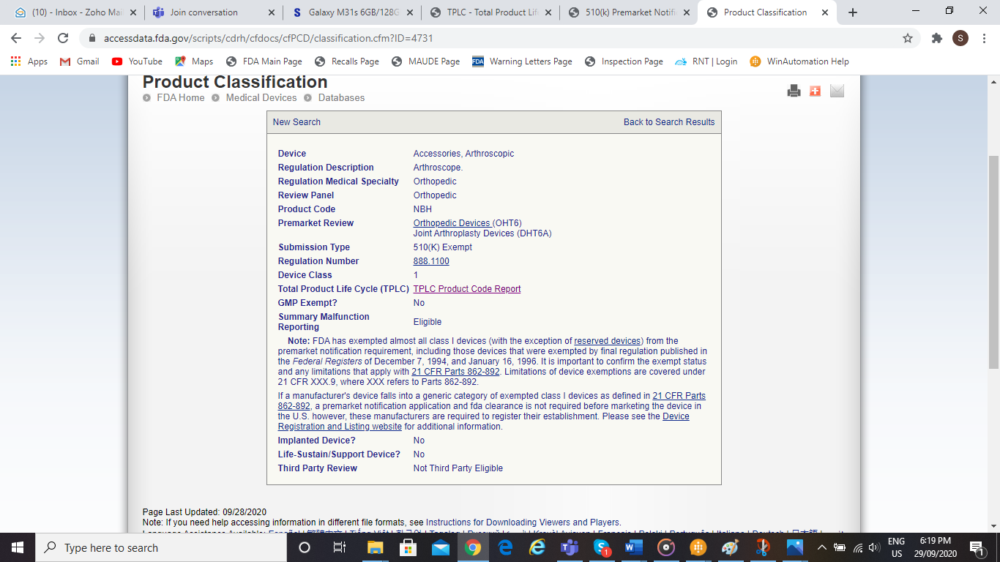 (10) - Inbox - Zoho Mail
Join conversation
Galaxy M31s 6GB/128G
TPLC - Total Product Lif
510(k) Premarket Notifi
Product Classification
accessdata.fda.gov/scripts/cdrh/cfdocs/cfPCD/classification.cfm?ID=4731
S
Apps
Gmail
YouTube
Maps
FDA Main Page
Recalls Page
MAUDE Page
FDA
Warning Letters Page
Inspection Page
RNT | Login
WinAutomation Help
Product Classification
FDA Home
Medical Devices
Databases
New Search
Back to Search Results
Device Accessories, Arthroscopic
Regulation Description Arthroscope.
Regulation Medical Specialty Orthopedic
Review Panel Orthopedic
Product Code NBH
Premarket Review Orthopedic Devices (OHT6)
Joint Arthroplasty Devices (DHT6A)
Submission Type 510(K) Exempt
Regulation Number 888.1100
Device Class 1
Total Product Life Cycle (TPLC) TPLC Product Code Report
GMP Exempt? No
Summary Malfunction
Reporting Eligible
Note: FDA has exempted almost all class I devices (with the exception of reserved devices) from the
premarket notification requirement, including those devices that were exempted by final regulation published in
the Federal Registers of December 7, 1994, and January 16, 1996. It is important to confirm the exempt status
and any limitations that apply with 21 CFR Parts 862-892. Limitations of device exemptions are covered under
21 CFR XXX.9, where XXX refers to Parts 862-892.
If a manufacturer's device falls into a generic category of exempted class I devices as defined in 21 CFR Parts
862-892, a premarket notification application and fda clearance is not required before marketing the device in
the U.S. however, these manufacturers are required to register their establishment. Please see the Device
Registration and Listing website for additional information.
Implanted Device? No
Life-Sustain/Support Device? No
Third Party Review Not Third Party Eligible
Page Last Updated: 09/28/2020
Note: If you need help accessing information in different file formats, see Instructions for Downloading Viewers and Players.
Type here to search
1
ENG
US
6:19 PM
29/09/2020
1